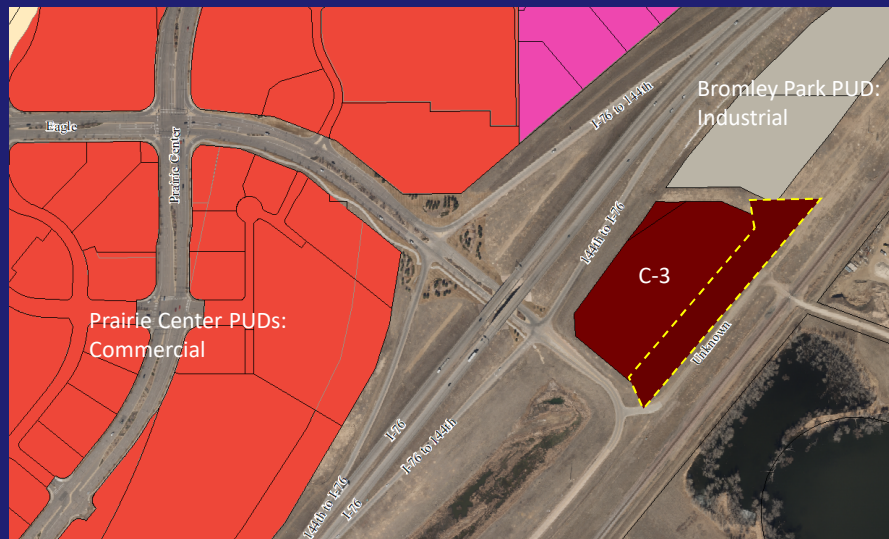 I-76 to 144th
Bromley Park PUD:
Industrial
Eagle
Prairie Center
144th to I-76
C-3
Prairie Center PUDs:
Commercial
Unknown
I-76
I-76 to 144th
144th to I-76
I-76